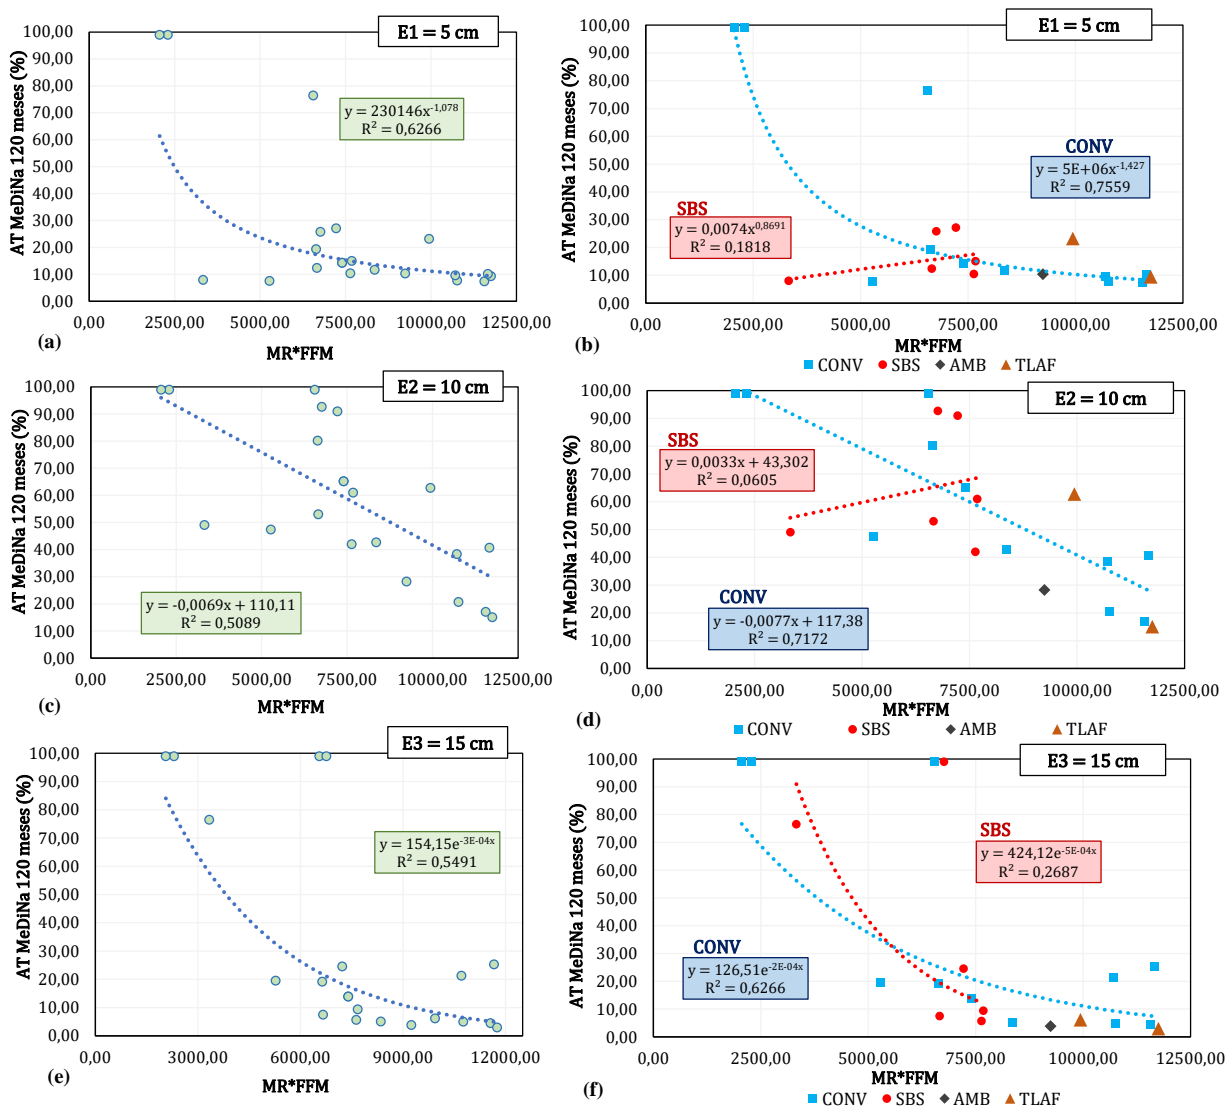 E1 = 5 cm
AT MeDiNa 120 meses (%)
100,00
90,00
80,00
70,00
60,00
50,00
40,00
30,00
20,00
10,00
0,00
y = 230146x^-1,078
R² = 0,6266
0,00 2500,00 5000,00 7500,00 10000,00 12500,00
(a)
MR*FFM
E1 = 5 cm
AT MeDiNa 120 meses (%)
100,00
90,00
80,00
70,00
60,00
50,00
40,00
30,00
20,00
10,00
0,00
CONV
y = 5E+06x^-1,427
R² = 0,7559
SBS
y = 0,0074x^0,8691
R² = 0,1818
0,00 2500,00 5000,00 7500,00 10000,00 12500,00
(b)
MR*FFM
CONV SBS AMB TLAF
E2 = 10 cm
AT MeDiNa 120 meses (%)
100,00
90,00
80,00
70,00
60,00
50,00
40,00
30,00
20,00
10,00
0,00
y = -0,0069x + 110,11
R² = 0,5089
0,00 2500,00 5000,00 7500,00 10000,00 12500,00
(c)
MR*FFM
E2 = 10 cm
AT MeDiNa 120 meses (%)
100,00
90,00
80,00
70,00
60,00
50,00
40,00
30,00
20,00
10,00
0,00
SBS
y = 0,0033x + 43,302
R² = 0,0605
CONV
y = -0,0077x + 117,38
R² = 0,7172
0,00 2500,00 5000,00 7500,00 10000,00 12500,00
(d)
MR*FFM
CONV SBS AMB TLAF
E3 = 15 cm
AT MeDiNa 120 meses (%)
100,00
90,00
80,00
70,00
60,00
50,00
40,00
30,00
20,00
10,00
0,00
y = 154,15e^-3E-04x
R² = 0,5491
0,00 3000,00 6000,00 9000,00 12000,00
(e)
MR*FFM
E3 = 15 cm
AT MeDiNa 120 meses (%)
100,00
90,00
80,00
70,00
60,00
50,00
40,00
30,00
20,00
10,00
0,00
SBS
y = 424,12e^-5E-04x
R² = 0,2687
CONV
y = 126,51e^-2E-04x
R² = 0,6266
0,00 2500,00 5000,00 7500,00 10000,00 12500,00
(f)
MR*FFM
CONV SBS AMB TLAF